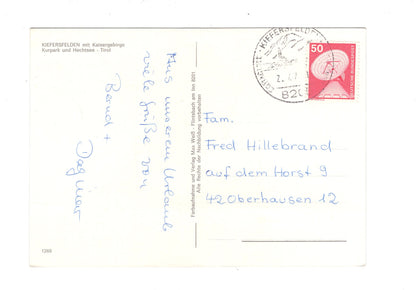 KIEFERSFELDEN mit Kaisergebirge
Kurpark und Hechtsee - Tirol
Aus unserem Urlaub
viele Grüße von
Bernd +
Dagmar
1260
Farbaufnahme und Verlag Max Weiß · Flintsbach am Inn 8201
Alle Rechte der Nachbildung vorbehalten
KIEFERSFELDEN
820
50
DEUTSCHE BUNDESPOST
Fam.
Fred Hillebrand
auf dem Horst 9
42 Oberhausen 12